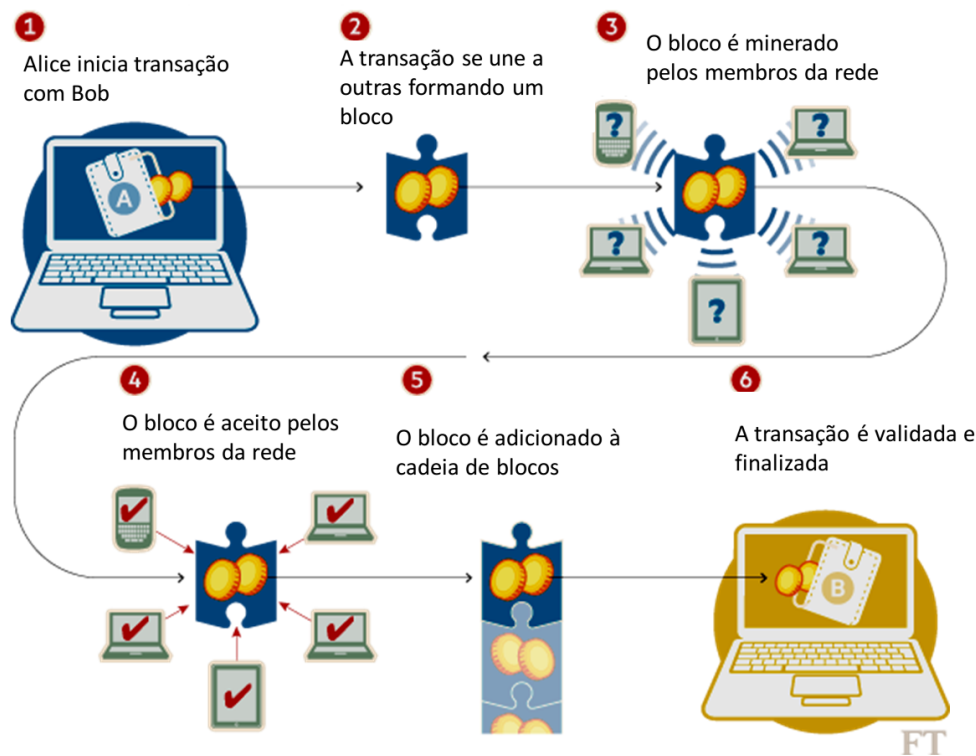 1
Alice inicia transação
com Bob
A
2
A transação se une a
outras formando um
bloco
3
O bloco é minerado
pelos membros da rede
?
?
?
?
?
4
O bloco é aceito pelos
membros da rede
5
O bloco é adicionado à
cadeia de blocos
6
A transação é validada e
finalizada
B
FT